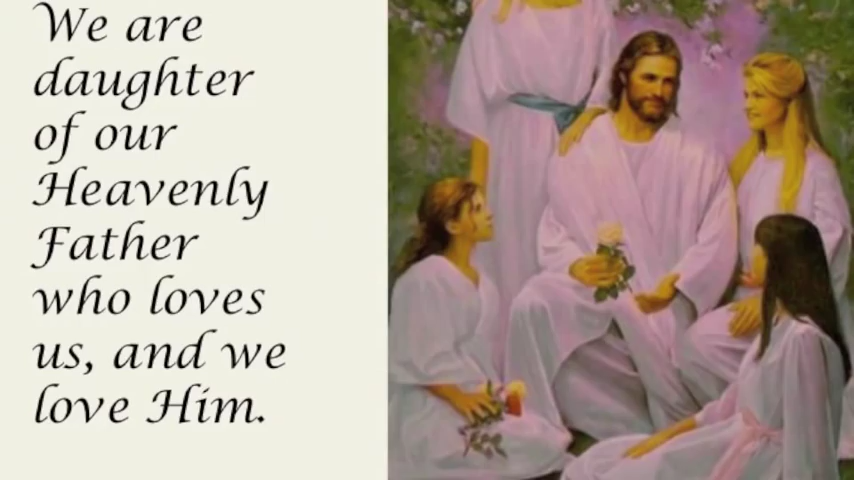 We are
daughter
of our
Heavenly
Father
who loves
us, and we
love Him.